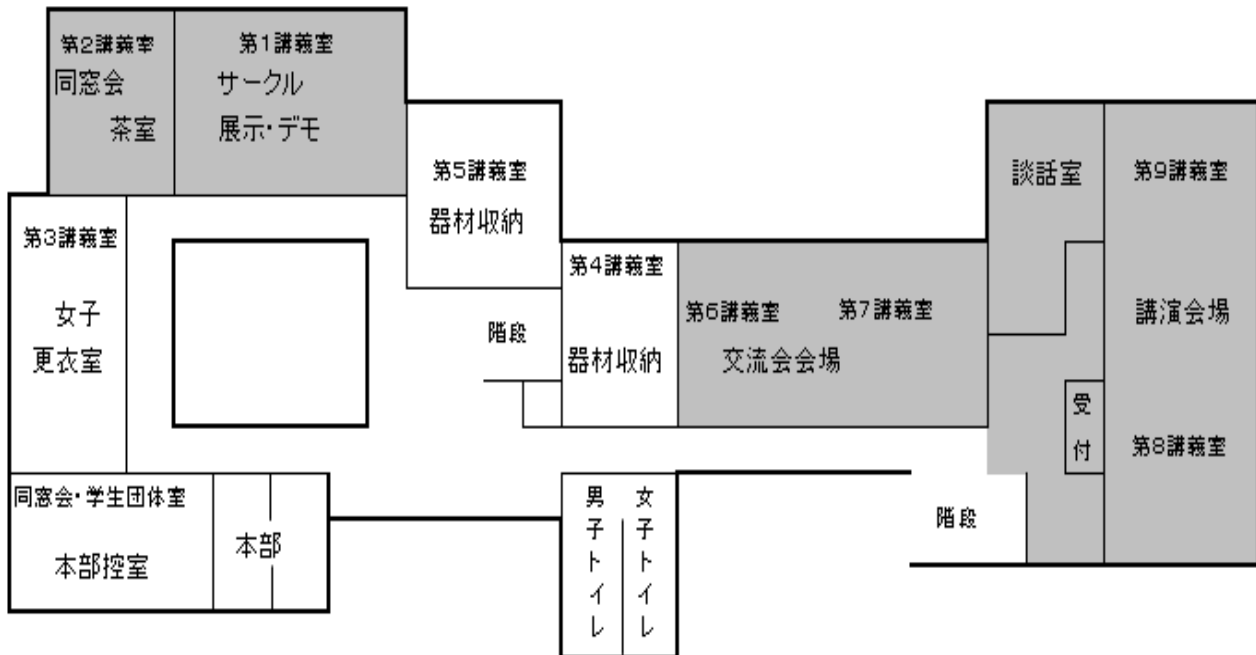 第2講義室
同窓会
茶室
第1講義室
サークル
展示・デモ
第5講義室
器材収納
談話室
第9講義室
第3講義室
女子
更衣室
階段
第4講義室
器材収納
第6講義室
第7講義室
交流会会場
講演会場
受付
第8講義室
同窓会・学生団体室
本部控室
本部
男子トイレ
女子トイレ
階段